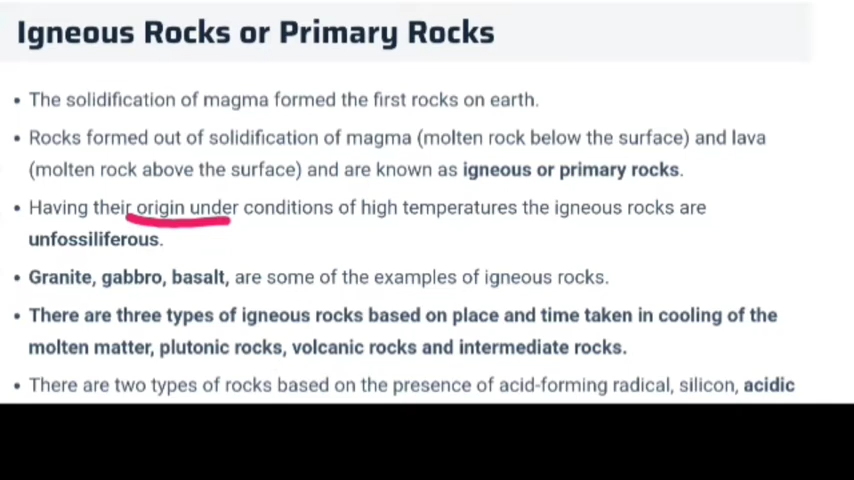 Igneous Rocks or Primary Rocks
• The solidification of magma formed the first rocks on earth.
• Rocks formed out of solidification of magma (molten rock below the surface) and lava
(molten rock above the surface) and are known as igneous or primary rocks.
• Having their origin under conditions of high temperatures the igneous rocks are
unfossiliferous.
• Granite, gabbro, basalt, are some of the examples of igneous rocks.
• There are three types of igneous rocks based on place and time taken in cooling of the
molten matter, plutonic rocks, volcanic rocks and intermediate rocks.
• There are two types of rocks based on the presence of acid-forming radical, silicon, acidic